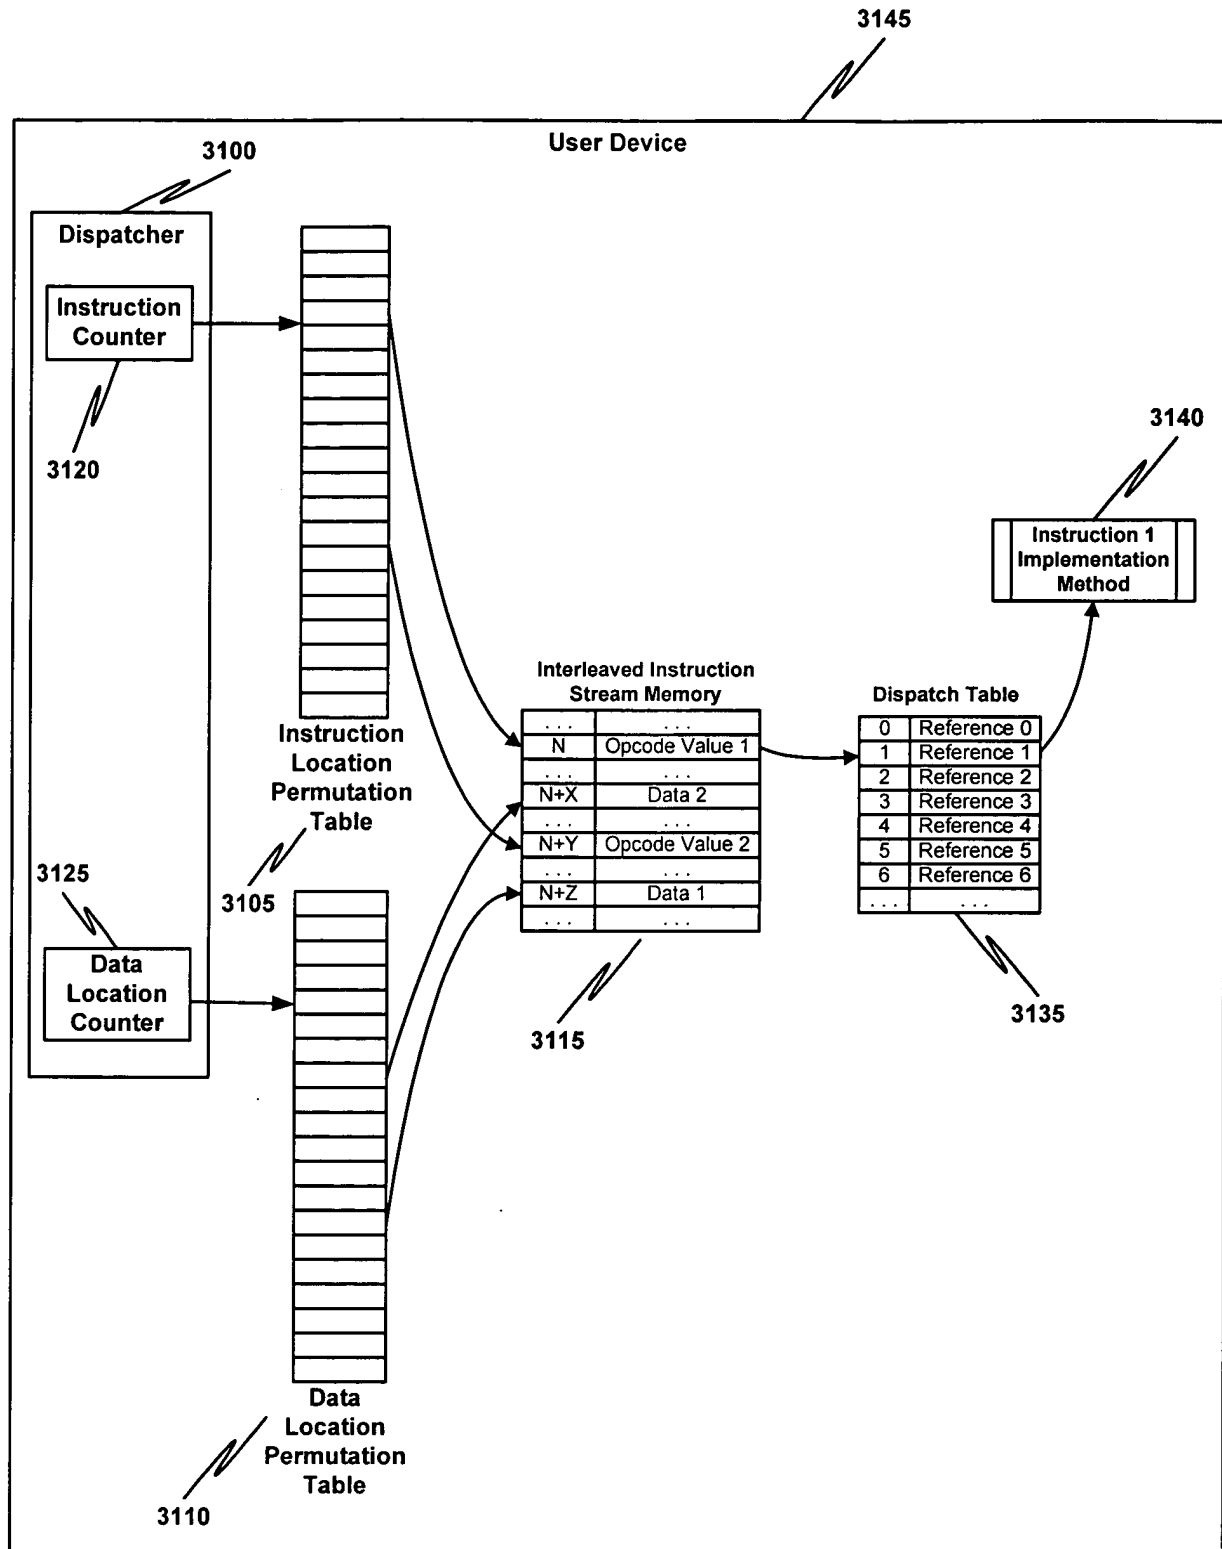 3145
User Device
3100
Dispatcher
Instruction
Counter
3120
3140
Instruction 1
Implementation
Method
Interleaved Instruction
Stream Memory
. . . . . .
N Opcode Value 1
. . . . . .
N+X Data 2
. . . . . .
N+Y Opcode Value 2
. . . . . .
N+Z Data 1
. . . . . .
3115
Dispatch Table
0 Reference 0
1 Reference 1
2 Reference 2
3 Reference 3
4 Reference 4
5 Reference 5
6 Reference 6
. . . . . .
3135
Instruction
Location
Permutation
Table
3105
3125
Data
Location
Counter
Data
Location
Permutation
Table
3110